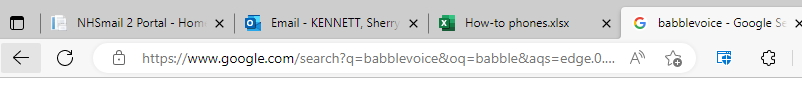 NHSmail 2 Portal - Hom
Email - KENNETT, Sherry
How-to phones.xlsx
babblevoice - Google Se
https://www.google.com/search?q=babblevoice&oq=babble&aqs=edge.0....
A